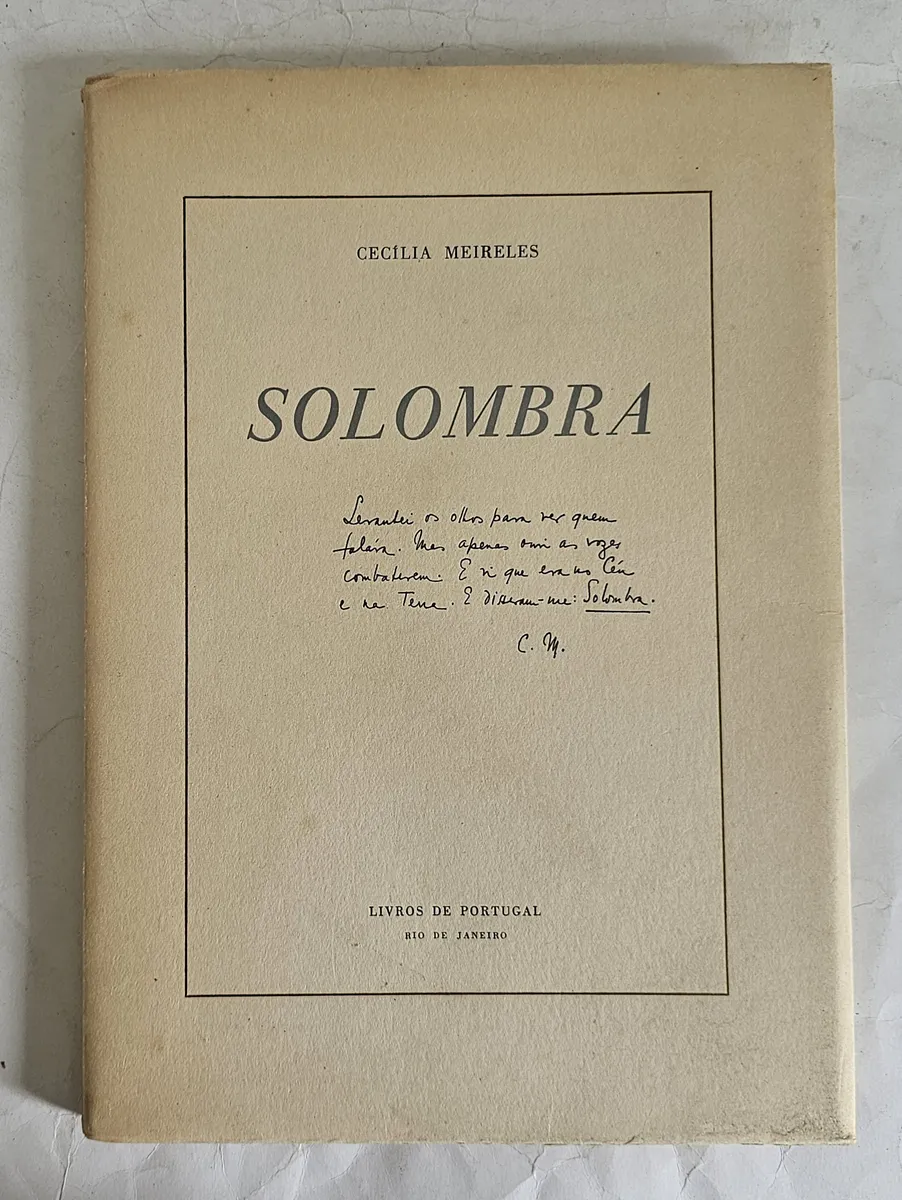 CECÍLIA MEIRELES
SOLOMBRA
Levantei os olhos para ver quem
falára. Mas apenas ouvi as vozes
combaterem. E vi que era no Céu
e na Terra. E disseram-me: Solombra.
C. M.
LIVROS DE PORTUGAL
RIO DE JANEIRO